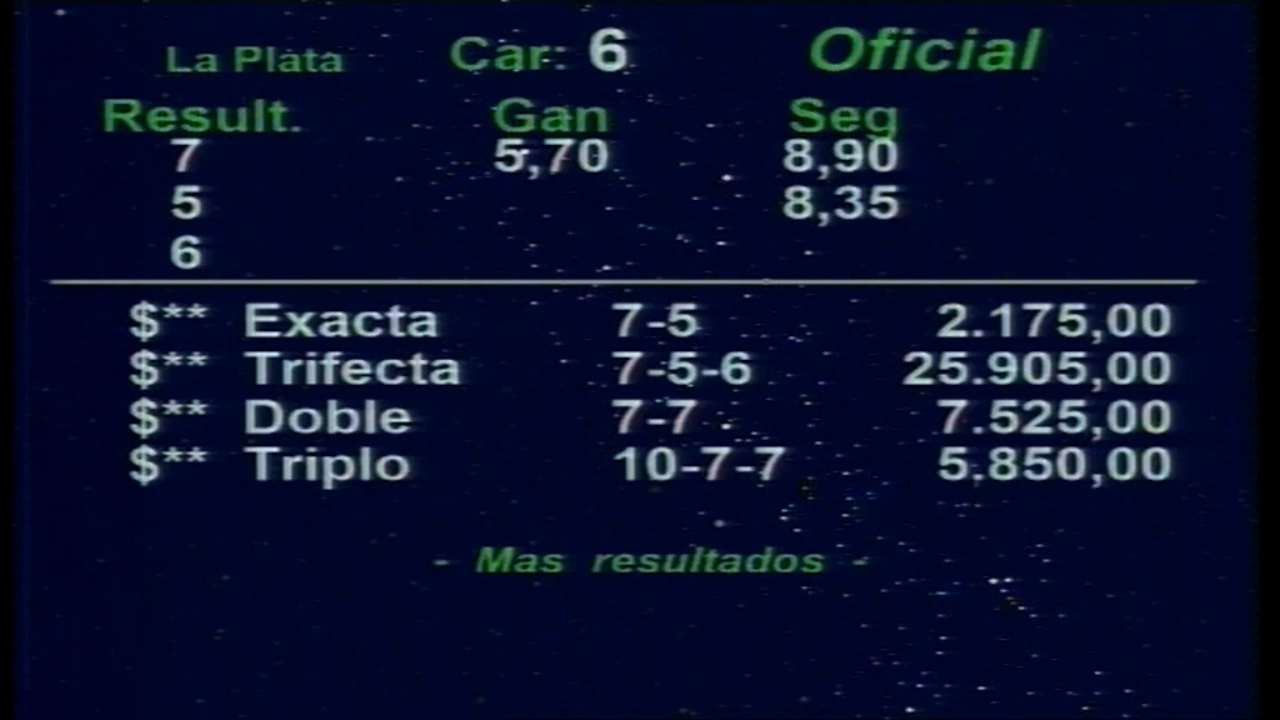 La Plata Car: 6 Oficial
Result. Gan Seg
7 5,70 8,90
5 8,35
6
$** Exacta 7-5 2.175,00
$** Trifecta 7-5-6 25.905,00
$** Doble 7-7 7.525,00
$** Triplo 10-7-7 5.850,00
- Mas resultados -